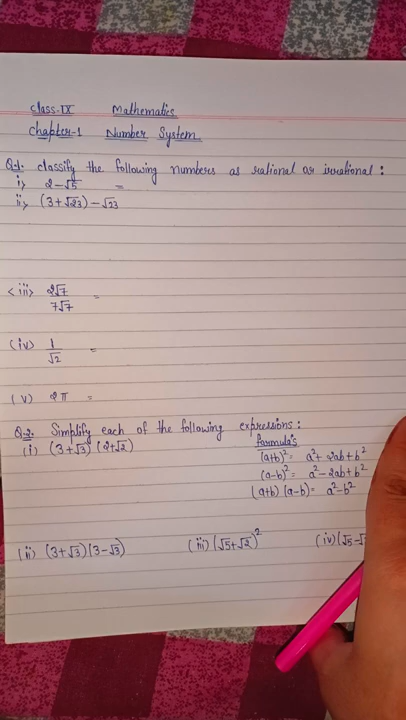 Class-IX Mathematics
Chapter-1 Number System
Q.1. Classify the following numbers as rational or irrational :
i> 2-√5 =
ii> (3+√23)-√23
<iii> 2√7/7√7 =
(iv) 1/√2 =
(v) 2π =
Q.2. Simplify each of the following expressions :
(i) (3+√3) (2+√2)
formula's
(a+b)² = a²+2ab+b²
(a-b)² = a²-2ab+b²
(a+b) (a-b) = a²-b²
(ii) (3+√3)(3-√3) (iii) (√5+√2)² (iv) (√5-